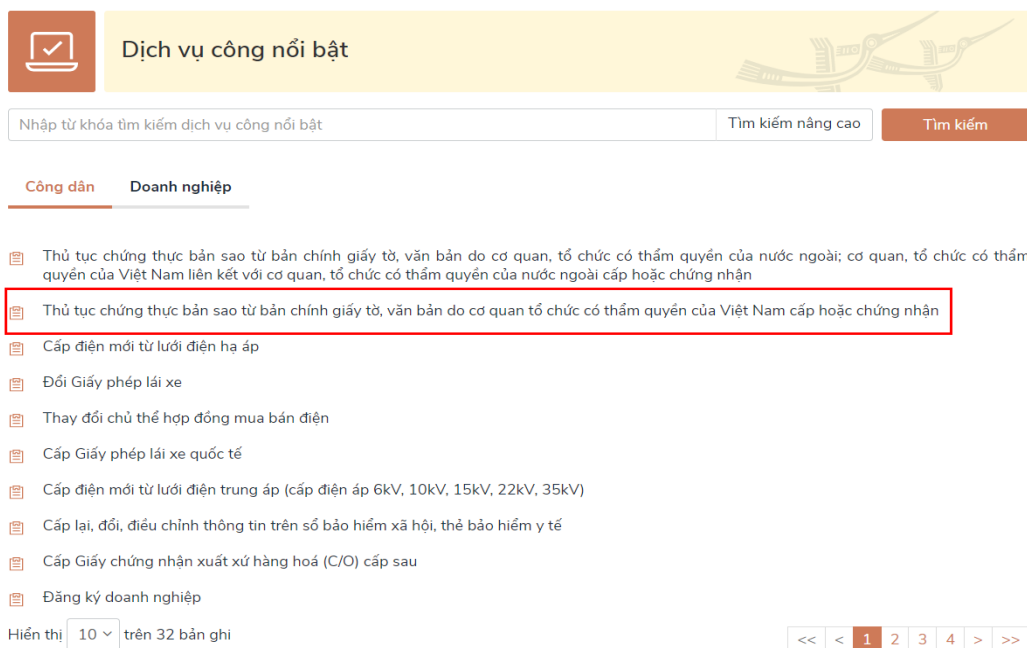 Dịch vụ công nổi bật
Nhập từ khóa tìm kiếm dịch vụ công nổi bật
Tìm kiếm nâng cao
Tìm kiếm
Công dân
Doanh nghiệp
Thủ tục chứng thực bản sao từ bản chính giấy tờ, văn bản do cơ quan, tổ chức có thẩm quyền của nước ngoài; cơ quan, tổ chức có thẩm
quyền của Việt Nam liên kết với cơ quan, tổ chức có thẩm quyền của nước ngoài cấp hoặc chứng nhận
Thủ tục chứng thực bản sao từ bản chính giấy tờ, văn bản do cơ quan tổ chức có thẩm quyền của Việt Nam cấp hoặc chứng nhận
Cấp điện mới từ lưới điện hạ áp
Đổi Giấy phép lái xe
Thay đổi chủ thể hợp đồng mua bán điện
Cấp Giấy phép lái xe quốc tế
Cấp điện mới từ lưới điện trung áp (cấp điện áp 6kV, 10kV, 15kV, 22kV, 35kV)
Cấp lại, đổi, điều chỉnh thông tin trên sổ bảo hiểm xã hội, thẻ bảo hiểm y tế
Cấp Giấy chứng nhận xuất xứ hàng hoá (C/O) cấp sau
Đăng ký doanh nghiệp
Hiển thị 10 trên 32 bản ghi
<< < 1 2 3 4 > >>